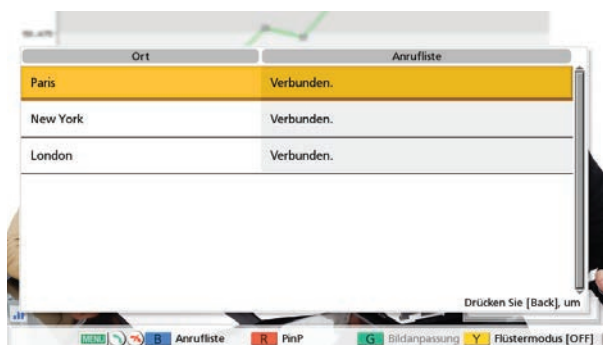 Ort Anrufliste
Paris Verbunden.
New York Verbunden.
London Verbunden.
Drücken Sie [Back], um
MENU B Anrufliste R PinP G Bildanpassung Y Flüstermodus [OFF]